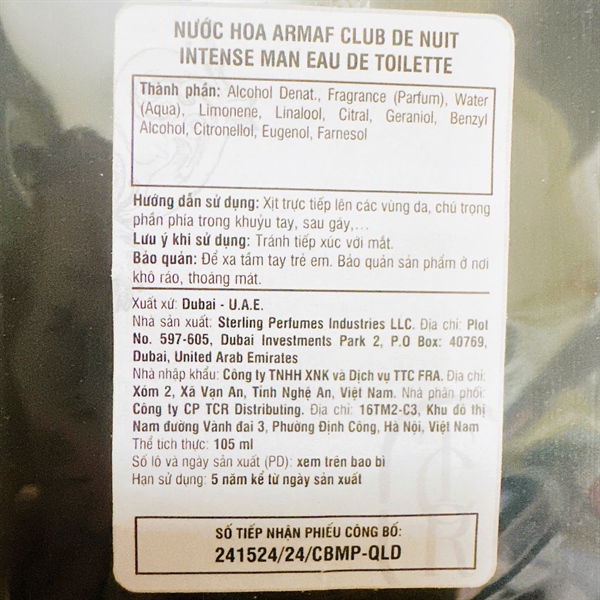 NƯỚC HOA ARMAF CLUB DE NUIT
INTENSE MAN EAU DE TOILETTE
Thành phần: Alcohol Denat., Fragrance (Parfum), Water
(Aqua), Limonene, Linalool, Citral, Geraniol, Benzyl
Alcohol, Citronellol, Eugenol, Farnesol
Hướng dẫn sử dụng: Xịt trực tiếp lên các vùng da, chú trọng
phần phía trong khuỷu tay, sau gáy,...
Lưu ý khi sử dụng: Tránh tiếp xúc với mắt.
Bảo quản: Để xa tầm tay trẻ em. Bảo quản sản phẩm ở nơi
khô ráo, thoáng mát.
Xuất xứ: Dubai - U.A.E.
Nhà sản xuất: Sterling Perfumes Industries LLC. Địa chỉ: Plot
No. 597-605, Dubai Investments Park 2, P.O Box: 40769,
Dubai, United Arab Emirates
Nhà nhập khẩu: Công ty TNHH XNK và Dịch vụ TTC FRA. Địa chỉ:
Xóm 2, Xã Vạn An, Tỉnh Nghệ An, Việt Nam. Nhà phân phối:
Công ty CP TCR Distributing. Địa chỉ: 16TM2-C3, Khu đô thị
Nam đường Vành đai 3, Phường Định Công, Hà Nội, Việt Nam
Thể tích thực: 105 ml
Số lô và ngày sản xuất (PD): xem trên bao bì
Hạn sử dụng: 5 năm kể từ ngày sản xuất
SỐ TIẾP NHẬN PHIẾU CÔNG BỐ:
241524/24/CBMP-QLD